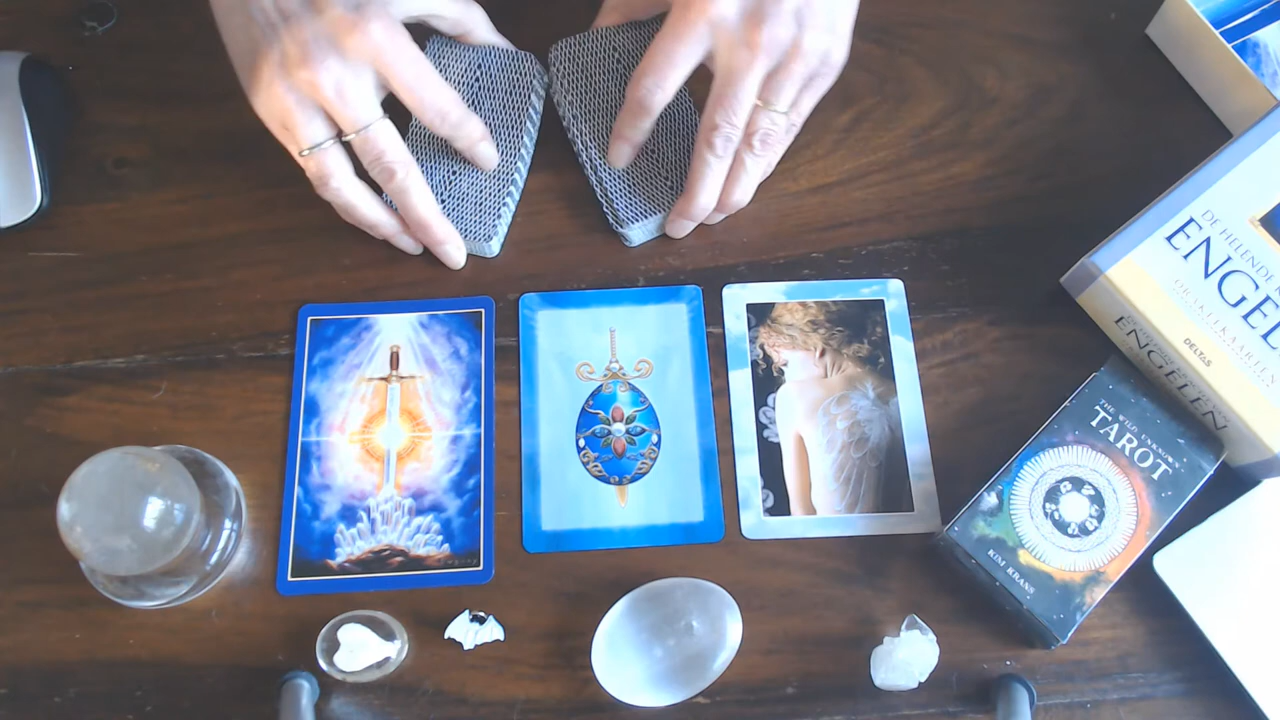 DE HELENDE
ENGEL
ORAKELKAARTEN
DELTAS
ENGELEN
THE WILD UNKNOWN
TAROT
KIM KRANS